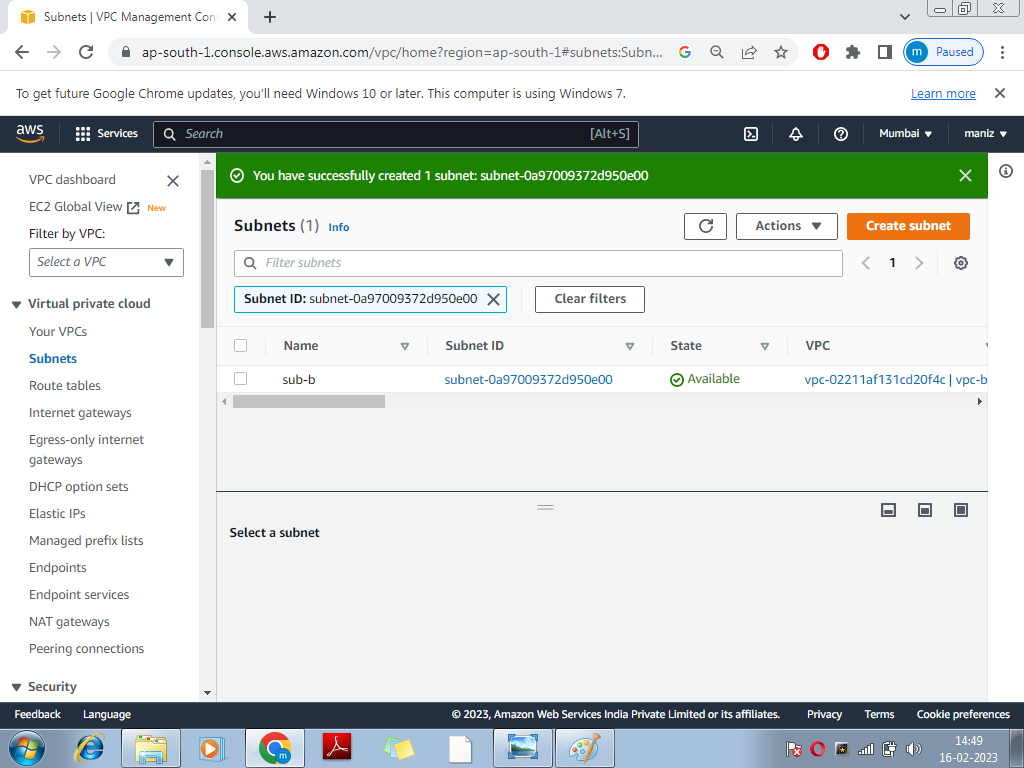 Subnets | VPC Management Con
ap-south-1.console.aws.amazon.com/vpc/home?region=ap-south-1#subnets:Subn...
m Paused
To get future Google Chrome updates, you'll need Windows 10 or later. This computer is using Windows 7.
Learn more
aws
Services
Search
[Alt+S]
Mumbai
maniz
VPC dashboard
EC2 Global View New
Filter by VPC:
Select a VPC
Virtual private cloud
Your VPCs
Subnets
Route tables
Internet gateways
Egress-only internet
gateways
DHCP option sets
Elastic IPs
Managed prefix lists
Endpoints
Endpoint services
NAT gateways
Peering connections
Security
You have successfully created 1 subnet: subnet-0a97009372d950e00
Subnets (1) Info
Actions
Create subnet
Filter subnets
1
Subnet ID: subnet-0a97009372d950e00
Clear filters
Name Subnet ID State VPC
sub-b subnet-0a97009372d950e00 Available vpc-02211af131cd20f4c | vpc-b
Select a subnet
Feedback Language © 2023, Amazon Web Services India Private Limited or its affiliates. Privacy Terms Cookie preferences
m
14:49
16-02-2023